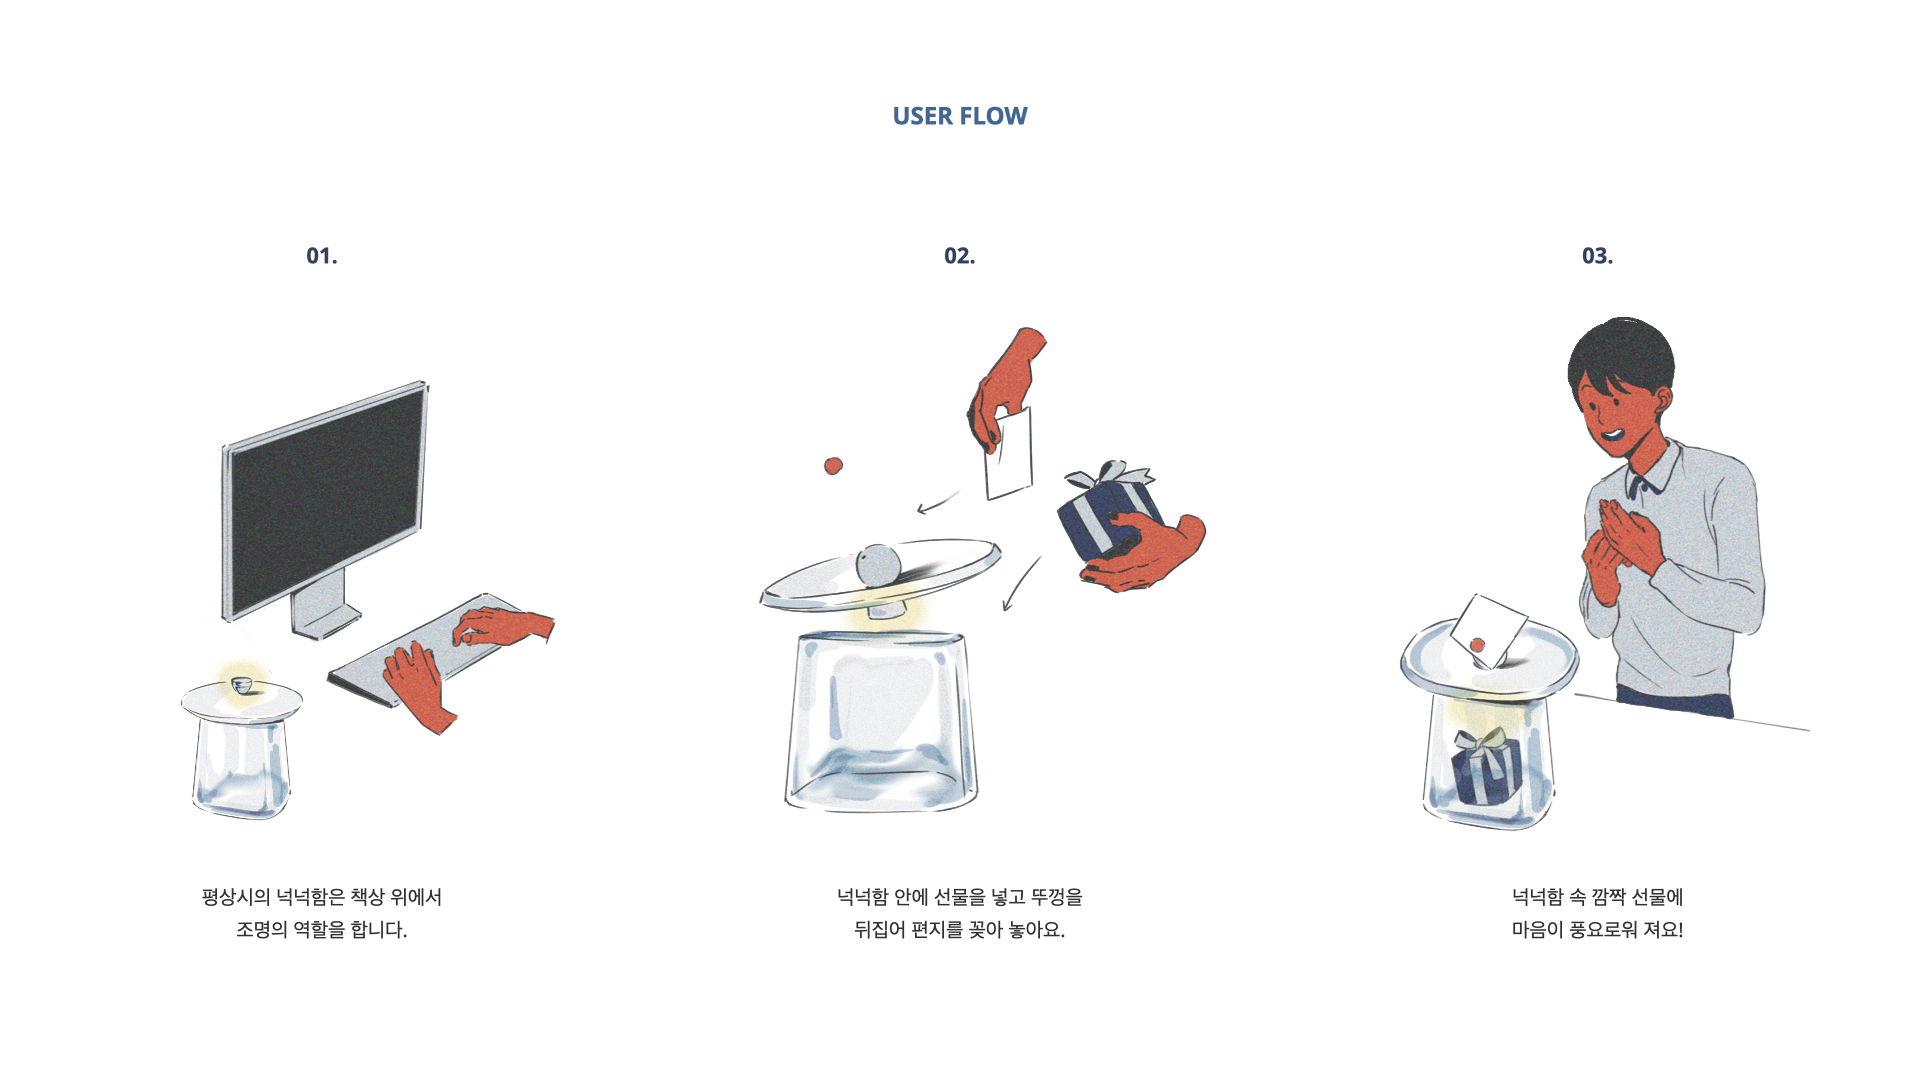 USER FLOW
01.
평상시의 넉넉함은 책상 위에서
조명의 역할을 합니다.
02.
넉넉함 안에 선물을 넣고 뚜껑을
뒤집어 편지를 꽂아 놓아요.
03.
넉넉함 속 깜짝 선물에
마음이 풍요로워 져요!